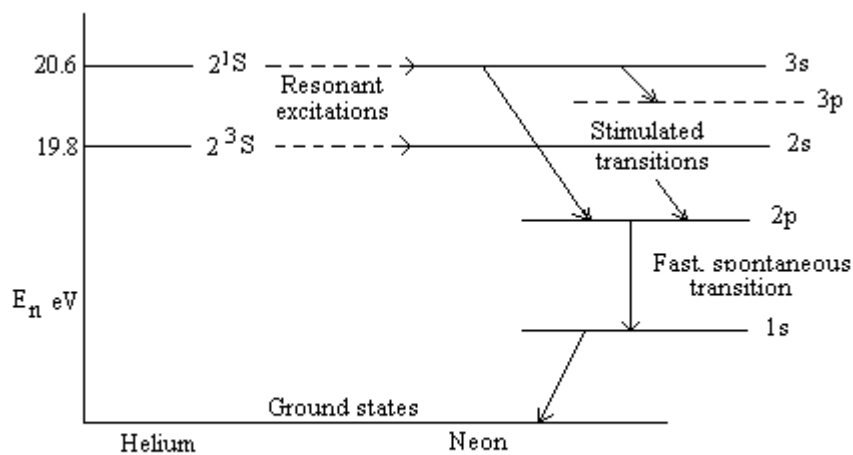 20.6
2¹S
3s
Resonant
excitations
3p
19.8
2³S
Stimulated
transitions
2s
2p
Fast, spontaneous
transition
Eₙ eV
1s
Ground states
Helium
Neon